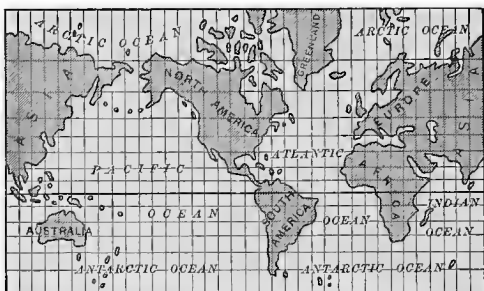 ARCTIC OCEAN
ARCTIC OCEAN
GREENLAND
NORTH AMERICA
EUROPE
ASIA
ASIA
ATLANTIC
PACIFIC
AFRICA
OCEAN
SOUTH AMERICA
OCEAN
INDIAN
OCEAN
AUSTRALIA
ANTARCTIC OCEAN
ANTARCTIC OCEAN